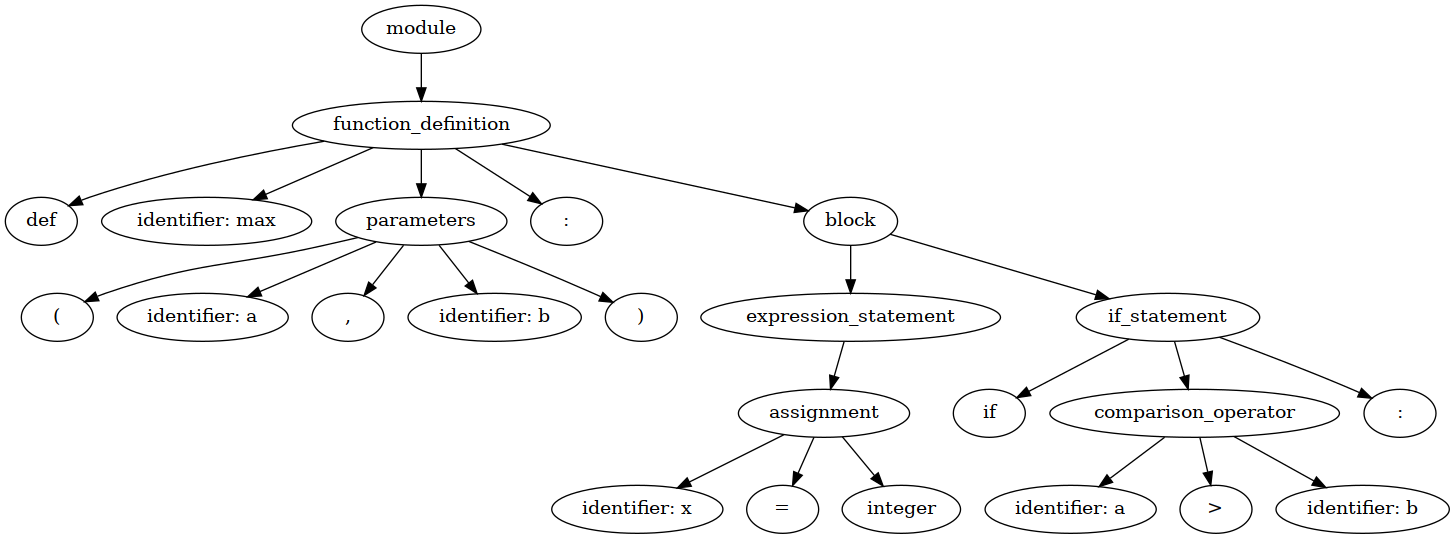 module
function_definition
def identifier: max parameters : block
( identifier: a , identifier: b ) expression_statement if_statement
assignment if comparison_operator :
identifier: x = integer identifier: a > identifier: b